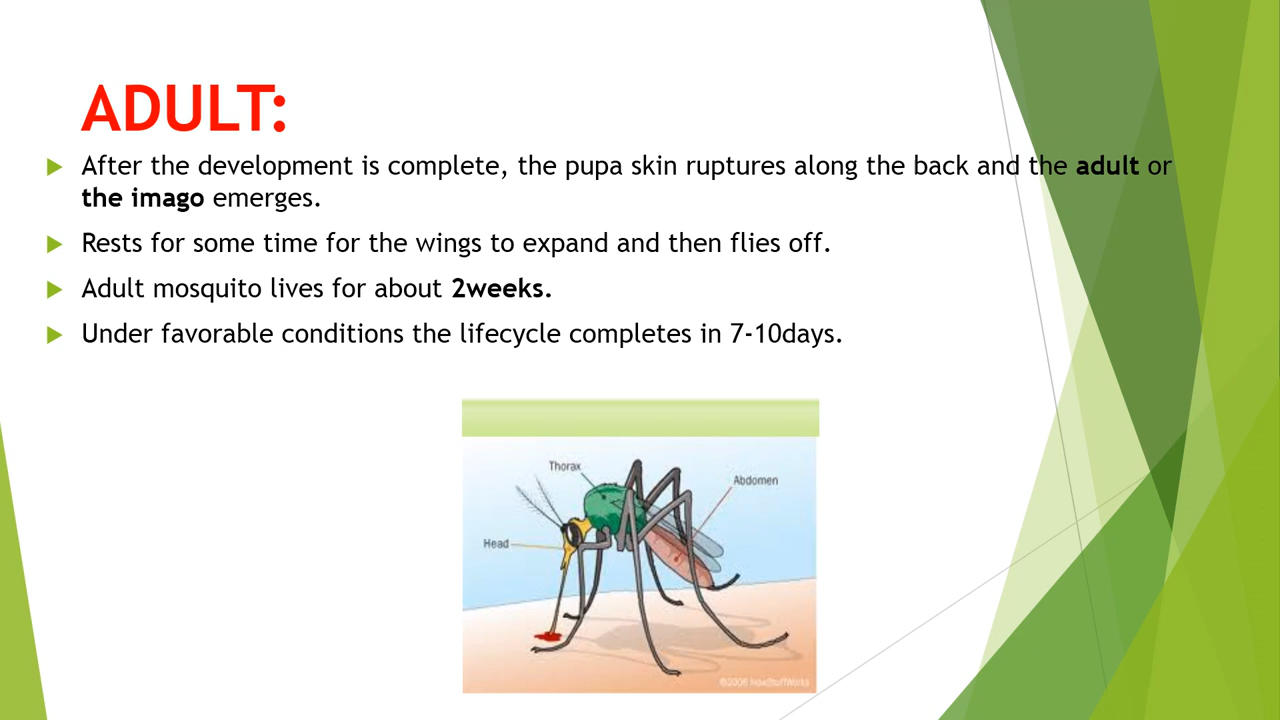 ADULT:
After the development is complete, the pupa skin ruptures along the back and the adult or
the imago emerges.
Rests for some time for the wings to expand and then flies off.
Adult mosquito lives for about 2weeks.
Under favorable conditions the lifecycle completes in 7-10days.
Thorax
Abdomen
Head
©2006 HowStuffWorks